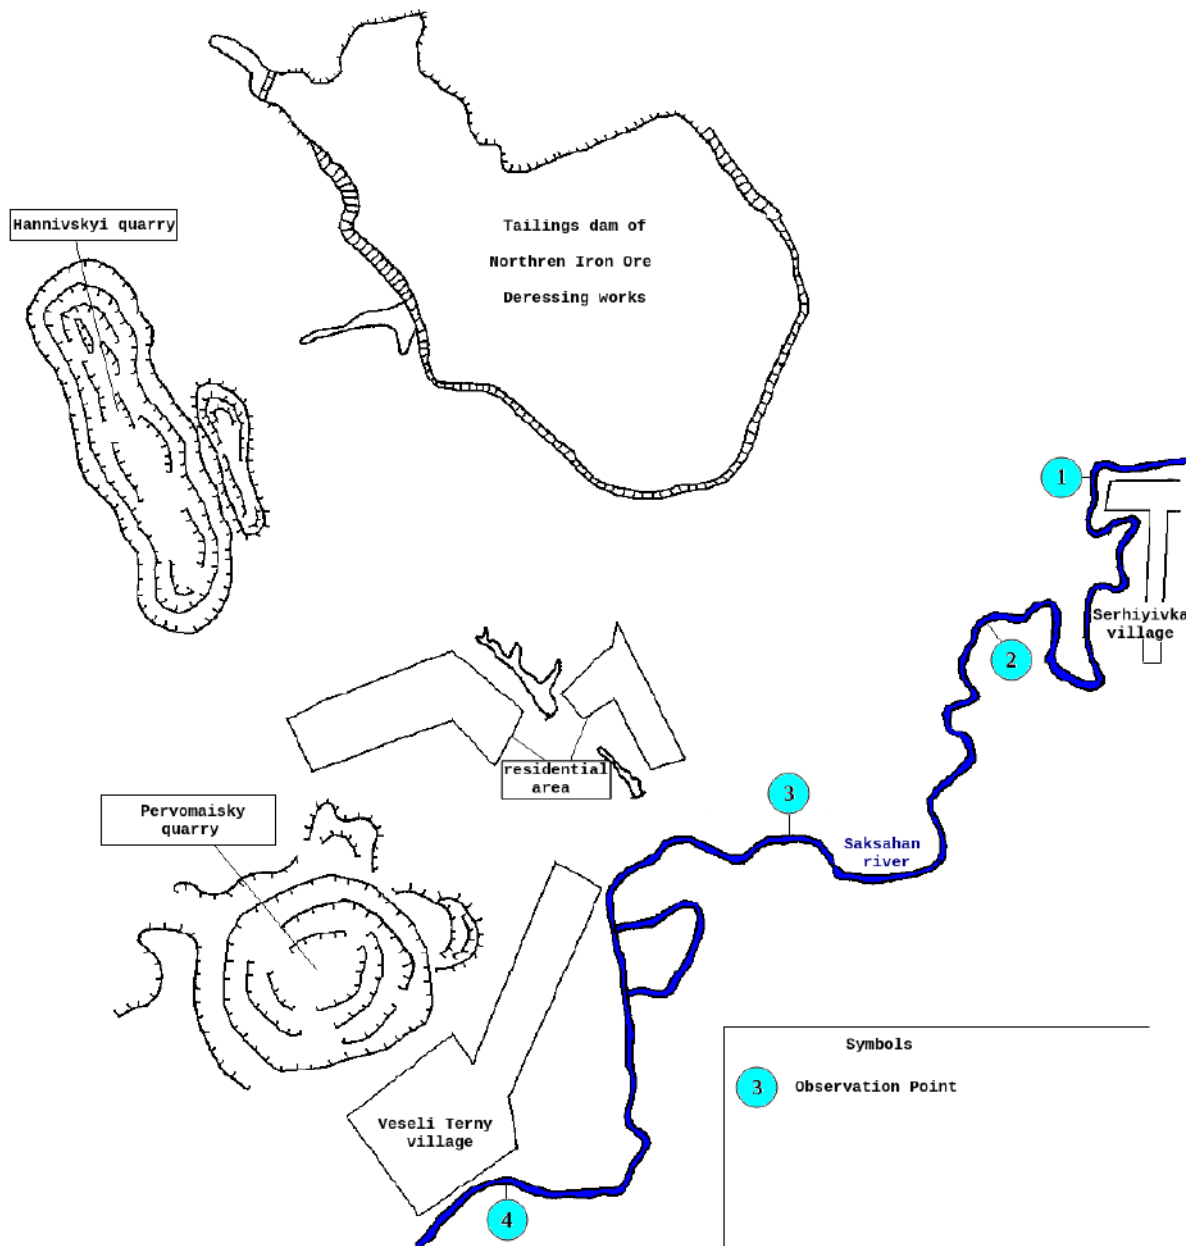 Hannivskyi quarry
Tailings dam of
Northren Iron Ore
Deressing works
1
Serhiyivka
village
2
residential
area
3
Pervomaisky
quarry
Saksahan
river
Veseli Terny
village
4
Symbols
3 Observation Point